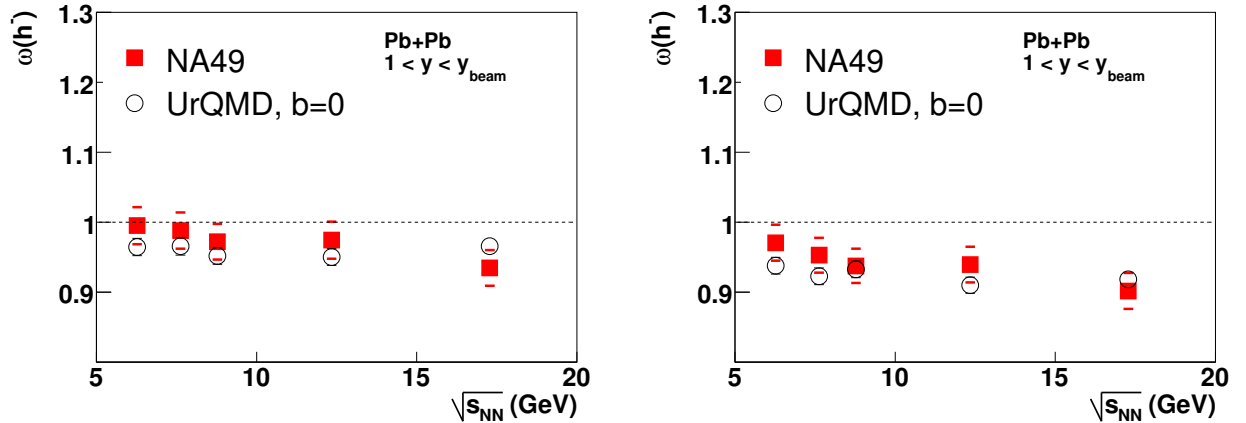 ω(h⁻)
1.3
1.2
1.1
1
0.9
NA49
UrQMD, b=0
Pb+Pb
1 < y < y_beam
5
10
15
20
√s_NN (GeV)
ω(h⁻)
1.3
1.2
1.1
1
0.9
NA49
UrQMD, b=0
Pb+Pb
1 < y < y_beam
5
10
15
20
√s_NN (GeV)